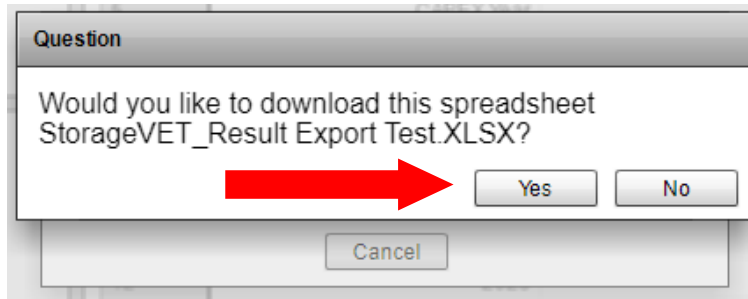 Question
Would you like to download this spreadsheet
StorageVET_Result Export Test.XLSX?
Yes No
Cancel